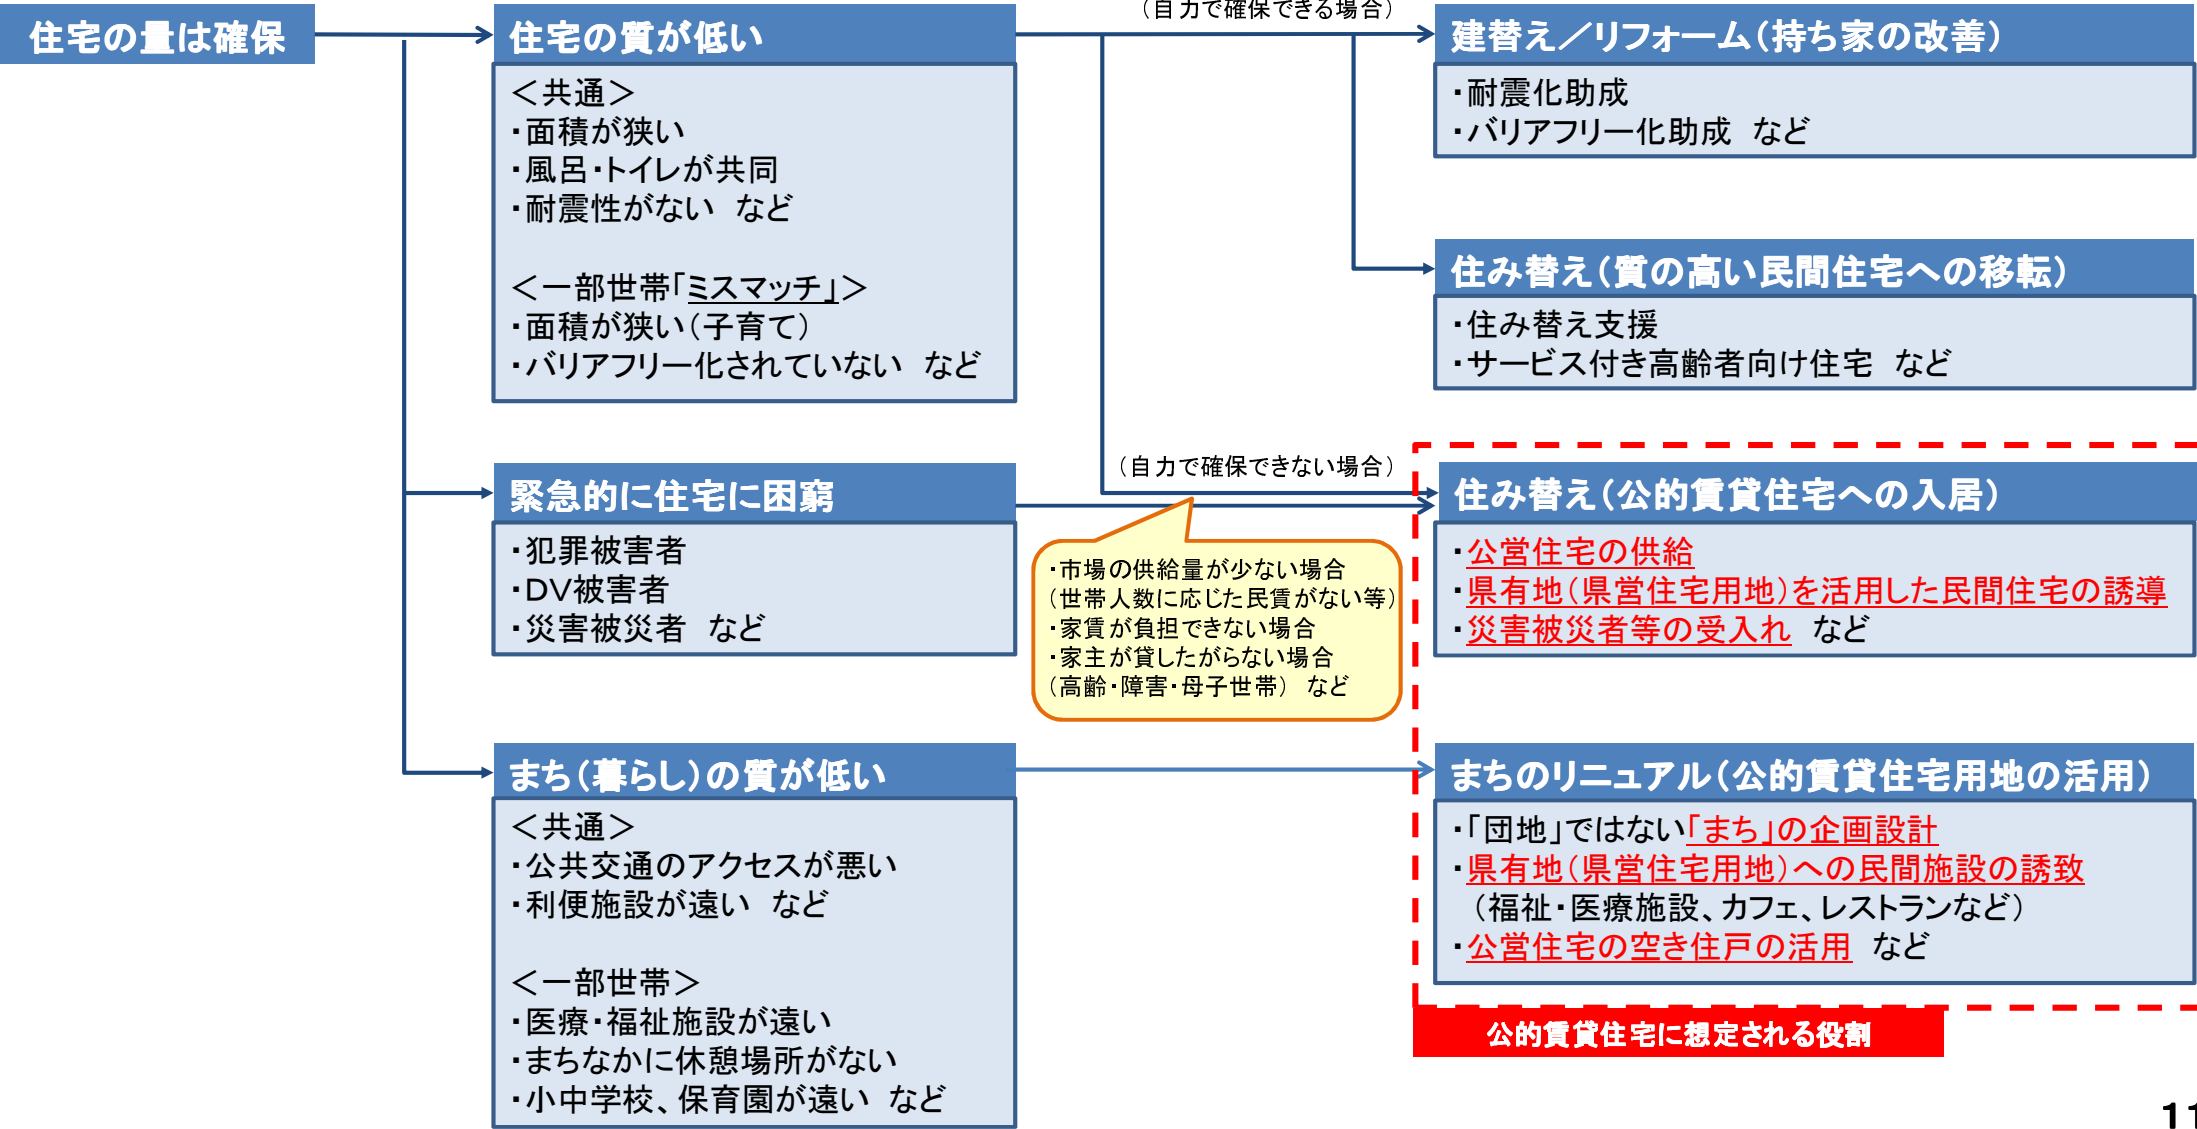 住宅の量は確保
住宅の質が低い
＜共通＞
・面積が狭い
・風呂・トイレが共同
・耐震性がない　など
＜一部世帯「ミスマッチ」＞
・面積が狭い（子育て）
・バリアフリー化されていない　など
緊急的に住宅に困窮
・犯罪被害者
・DV被害者
・災害被災者　など
まち（暮らし）の質が低い
＜共通＞
・公共交通のアクセスが悪い
・利便施設が遠い　など
＜一部世帯＞
・医療・福祉施設が遠い
・まちなかに休憩場所がない
・小中学校、保育園が遠い　など
（自力で確保できる場合）
（自力で確保できない場合）
・市場の供給量が少ない場合
（世帯人数に応じた民賃がない等）
・家賃が負担できない場合
・家主が貸したがらない場合
（高齢・障害・母子世帯）　など
建替え／リフォーム（持ち家の改善）
・耐震化助成
・バリアフリー化助成　など
住み替え（質の高い民間住宅への移転）
・住み替え支援
・サービス付き高齢者向け住宅　など
住み替え（公的賃貸住宅への入居）
・公営住宅の供給
・県有地（県営住宅用地）を活用した民間住宅の誘導
・災害被災者等の受入れ　など
まちのリニュアル（公的賃貸住宅用地の活用）
・「団地」ではない「まち」の企画設計
・県有地（県営住宅用地）への民間施設の誘致
（福祉・医療施設、カフェ、レストランなど）
・公営住宅の空き住戸の活用　など
公的賃貸住宅に想定される役割
11